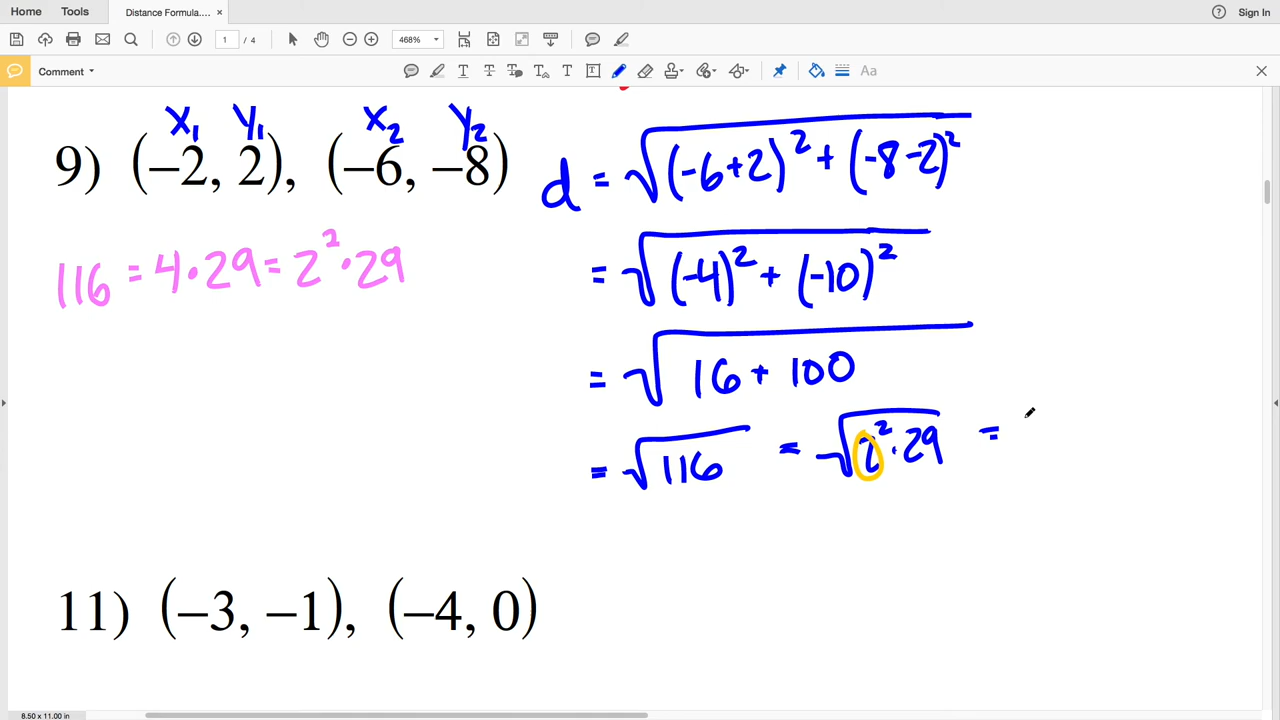 Home Tools Distance Formula.... × ? Sign In
1 / 4 468%
Comment Aa
x₁ y₁ x₂ y₂
9) (−2, 2), (−6, −8)
d = √((-6+2)² + (-8-2)²
116 = 4·29 = 2²·29
= √((-4)² + (-10)²)
= √(16 + 100)
= √116 = √(2²·29) =
11) (−3, −1), (−4, 0)
8.50 x 11.00 in